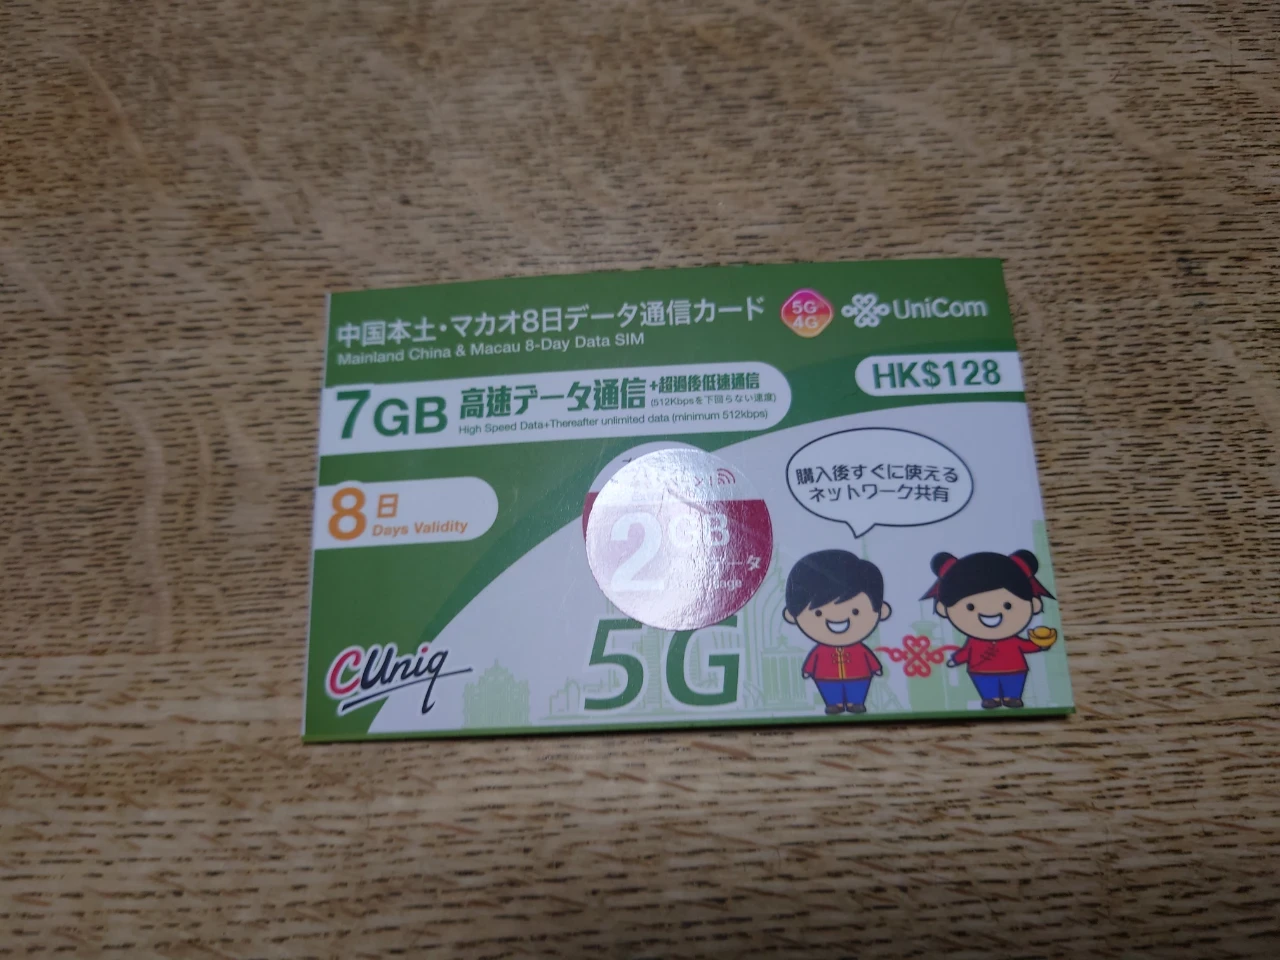 中国本土・マカオ8日データ通信カード
Mainland China & Macau 8-Day Data SIM
5G
4G
UniCom
7GB 高速データ通信+超過後低速通信
(512Kbpsを下回らない速度)
High Speed Data+Thereafter unlimited data (minimum 512kbps)
HK$128
8日
Days Validity
2GB
購入後すぐに使える
ネットワーク共有
5G
CUniq